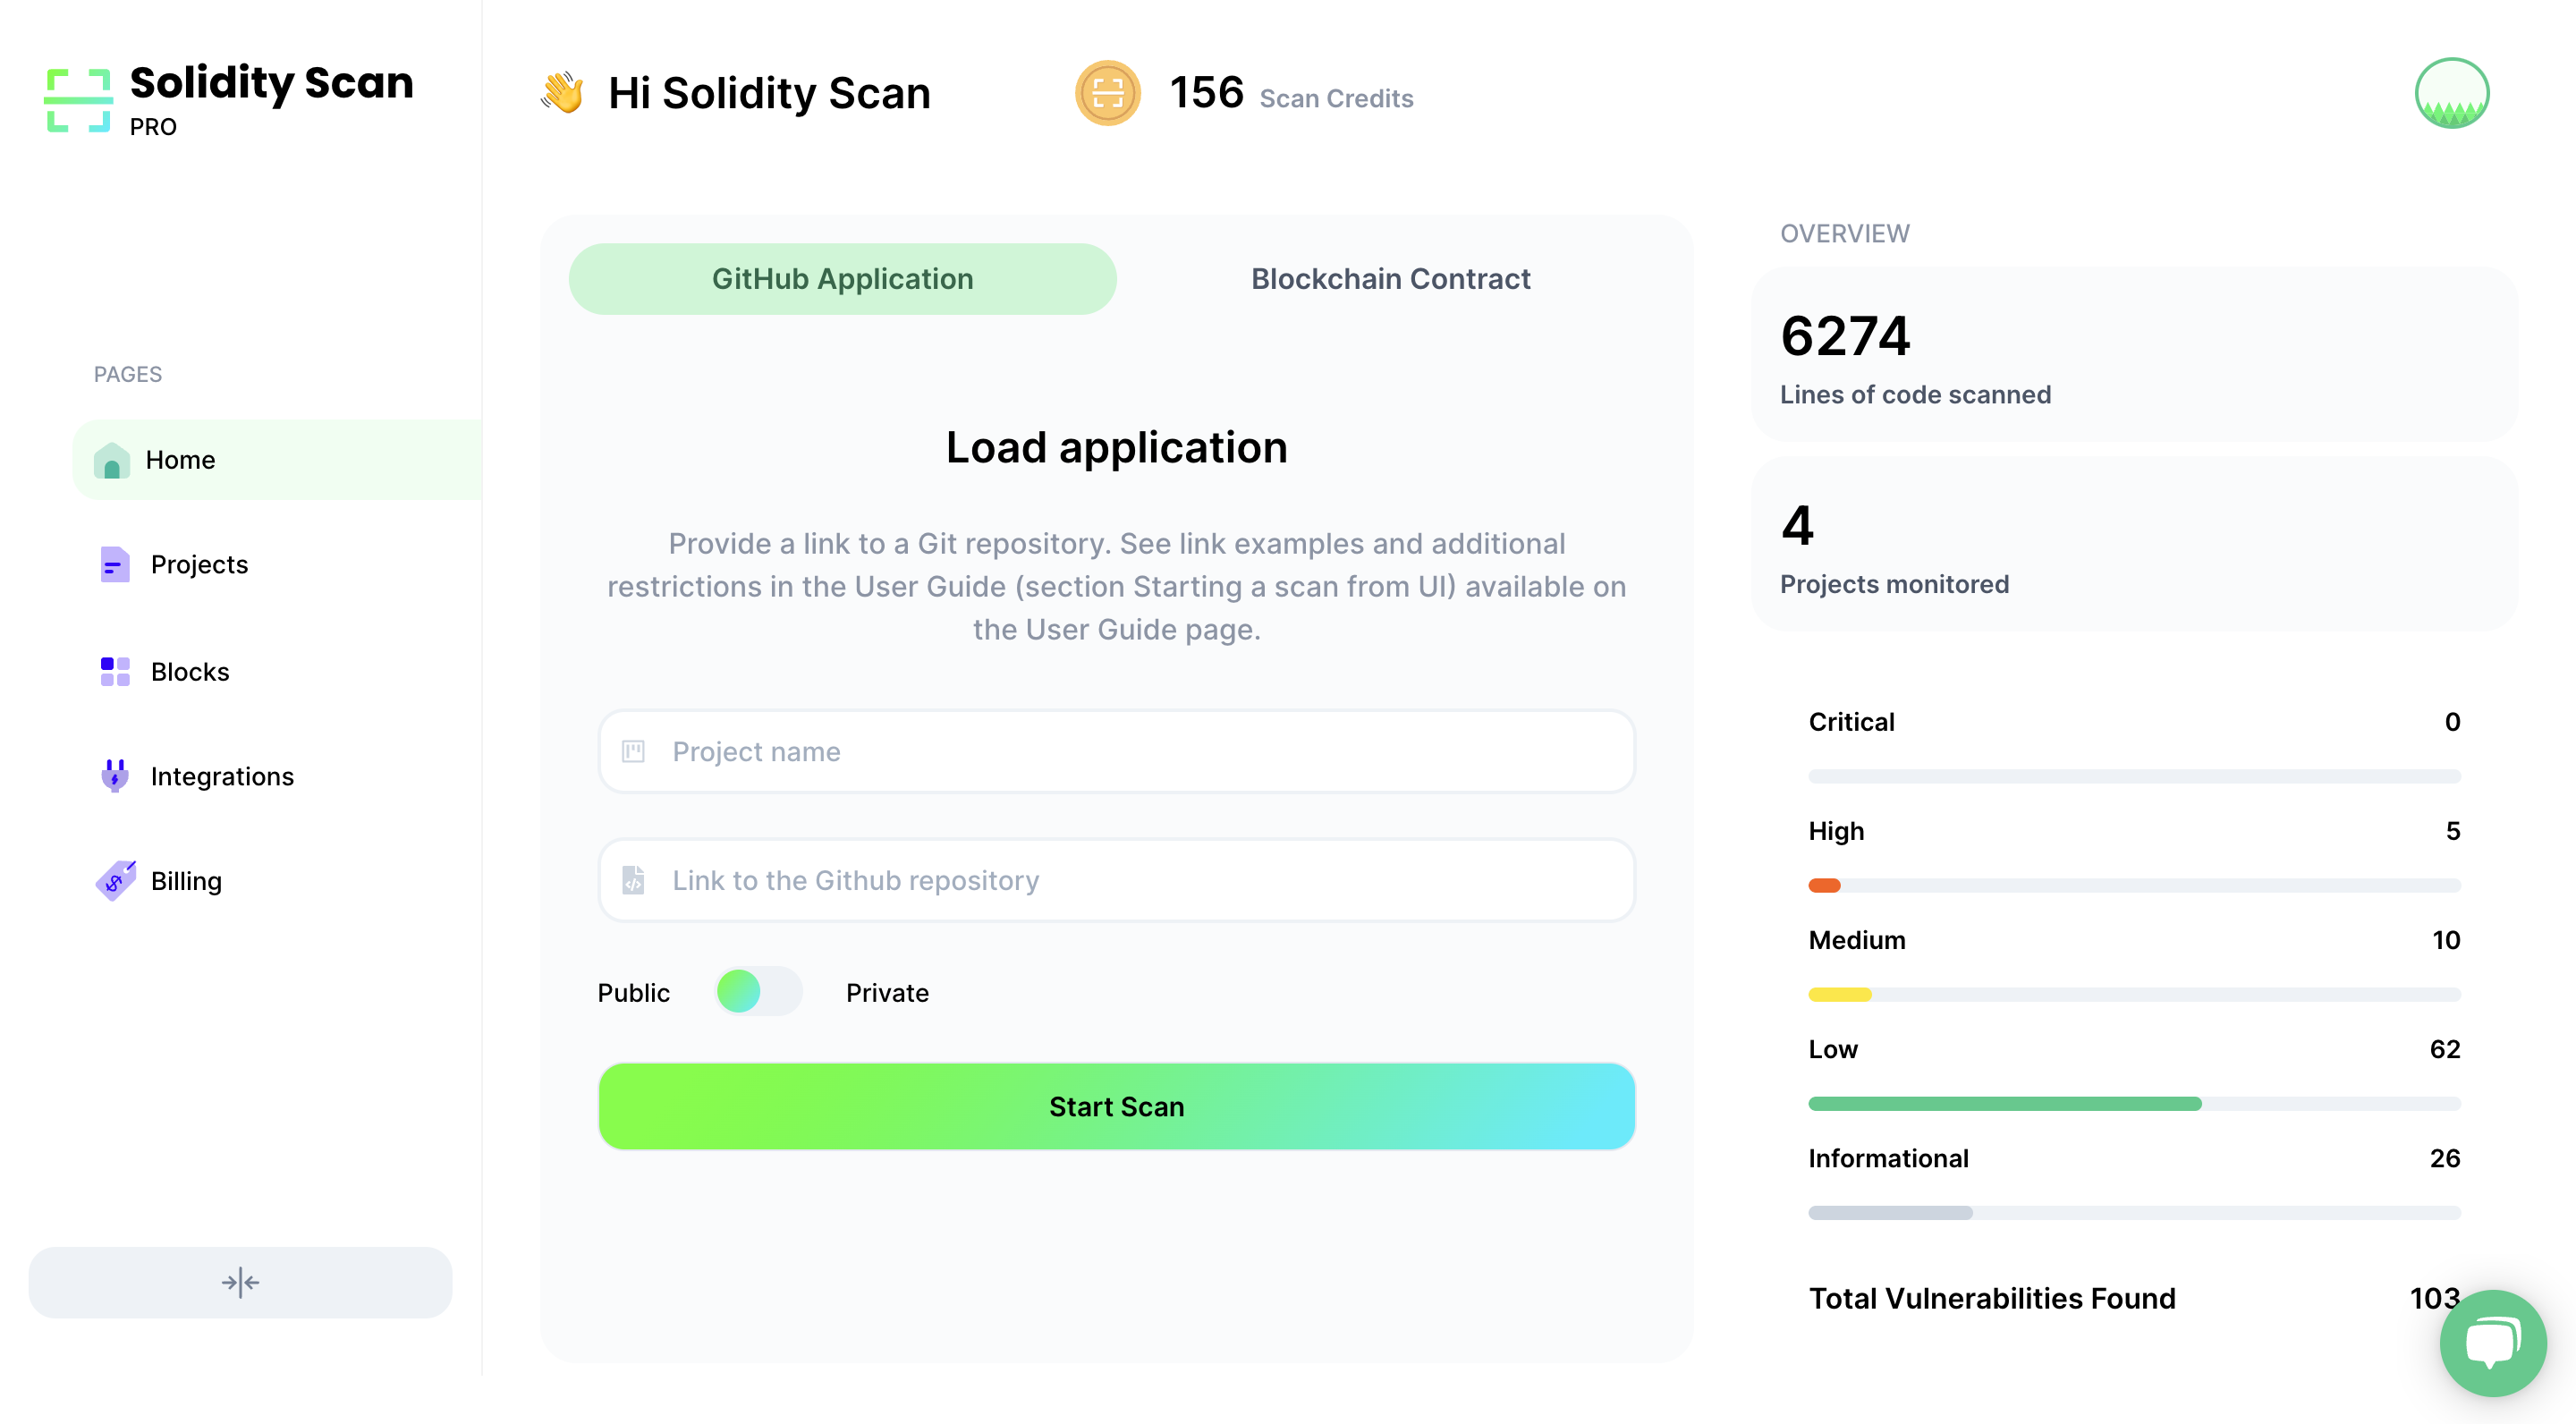 Solidity Scan
PRO
Hi Solidity Scan
156 Scan Credits
PAGES
Home
Projects
Blocks
Integrations
Billing
GitHub Application
Blockchain Contract
Load application
Provide a link to a Git repository. See link examples and additional
restrictions in the User Guide (section Starting a scan from UI) available on
the User Guide page.
Project name
Link to the Github repository
Public
Private
Start Scan
OVERVIEW
6274
Lines of code scanned
4
Projects monitored
Critical 0
High 5
Medium 10
Low 62
Informational 26
Total Vulnerabilities Found 103